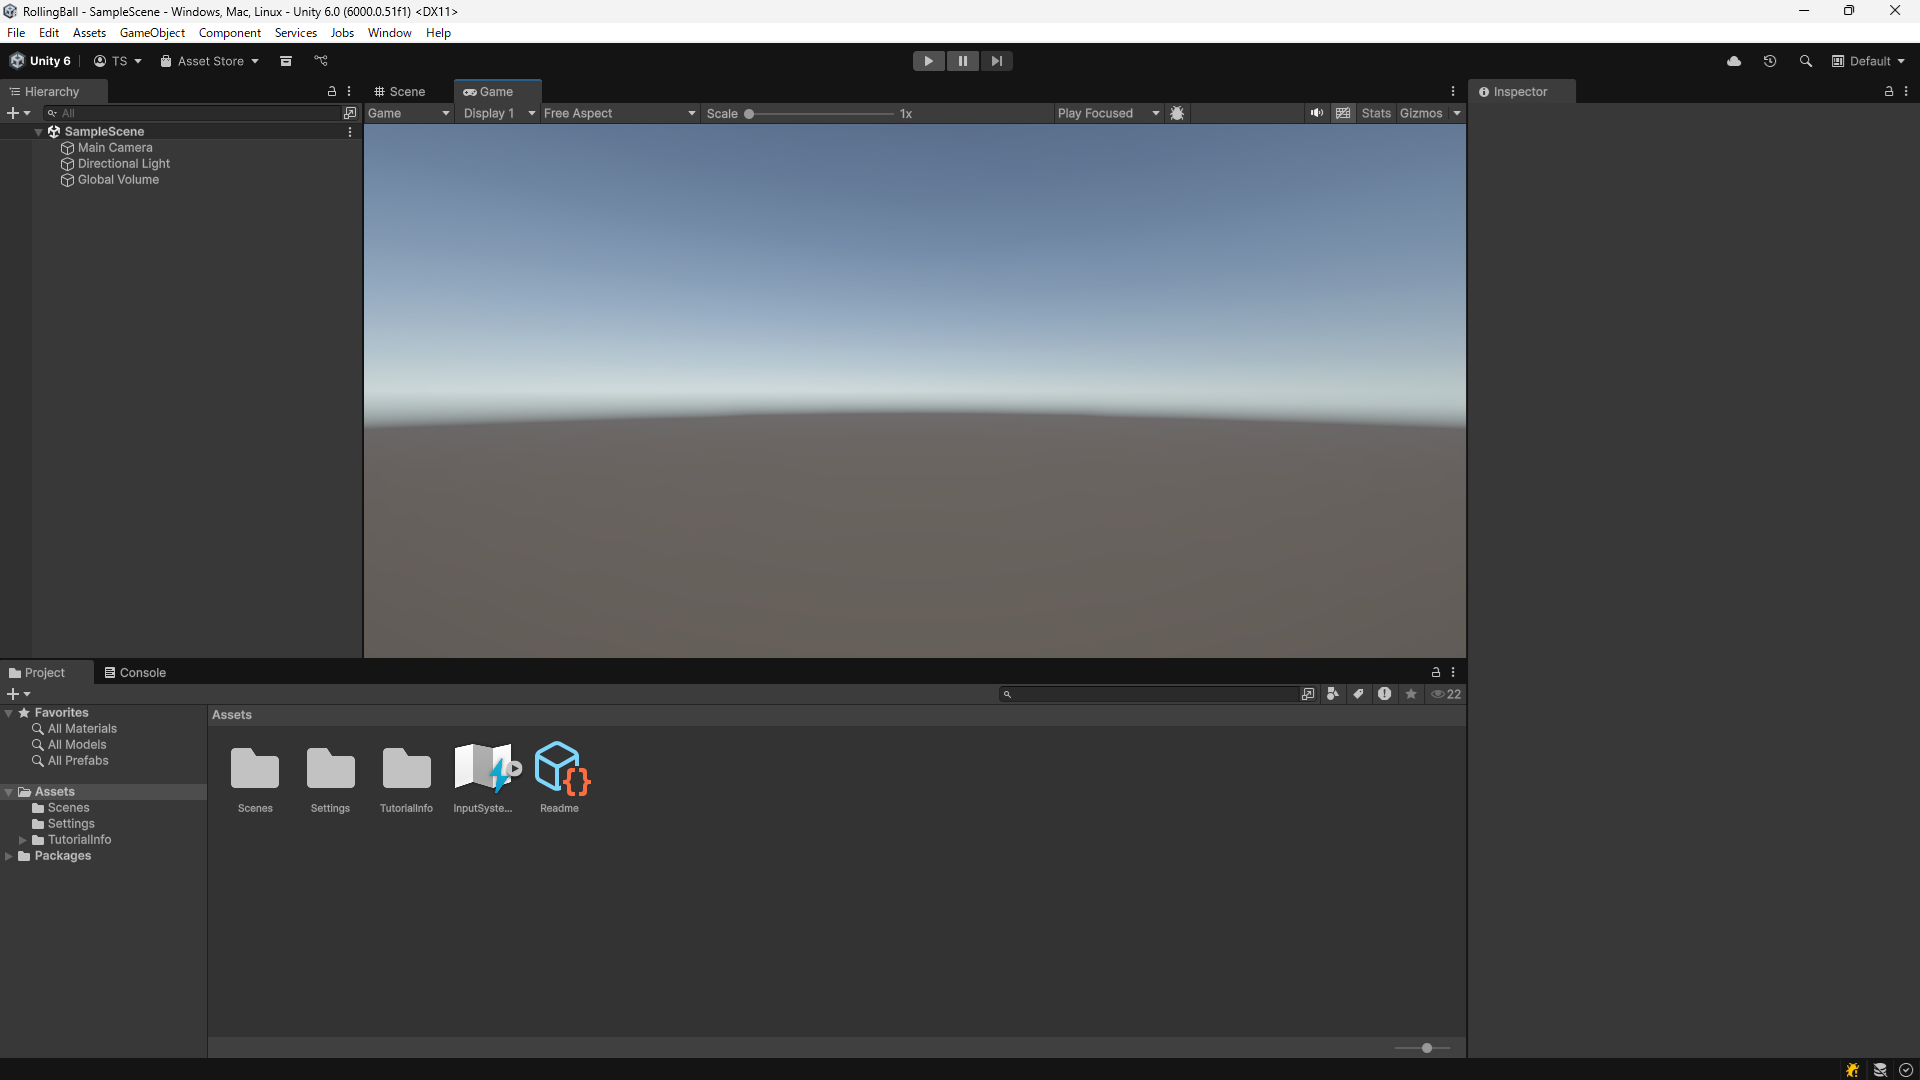 RollingBall - SampleScene - Windows, Mac, Linux - Unity 6.0 (6000.0.51f1) <DX11>
File Edit Assets GameObject Component Services Jobs Window Help
Unity 6 TS Asset Store Default
Hierarchy Scene Game Inspector
All Game Display 1 Free Aspect Scale 1x Play Focused Stats Gizmos
SampleScene
Main Camera
Directional Light
Global Volume
Project Console
22
Favorites
All Materials
All Models
All Prefabs
Assets
Scenes
Settings
TutorialInfo
Packages
Assets
Scenes Settings TutorialInfo InputSyste... Readme